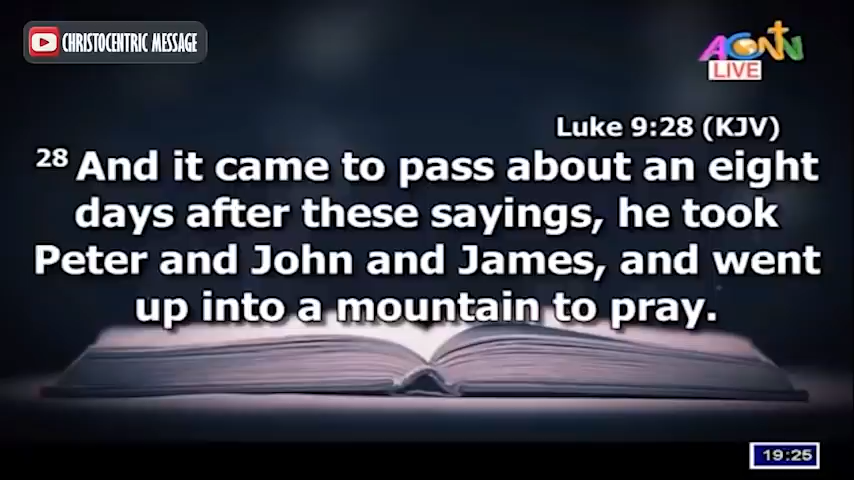 CHRISTOCENTRIC MESSAGE
ACNN
LIVE
Luke 9:28 (KJV)
28 And it came to pass about an eight
days after these sayings, he took
Peter and John and James, and went
up into a mountain to pray.
19:25